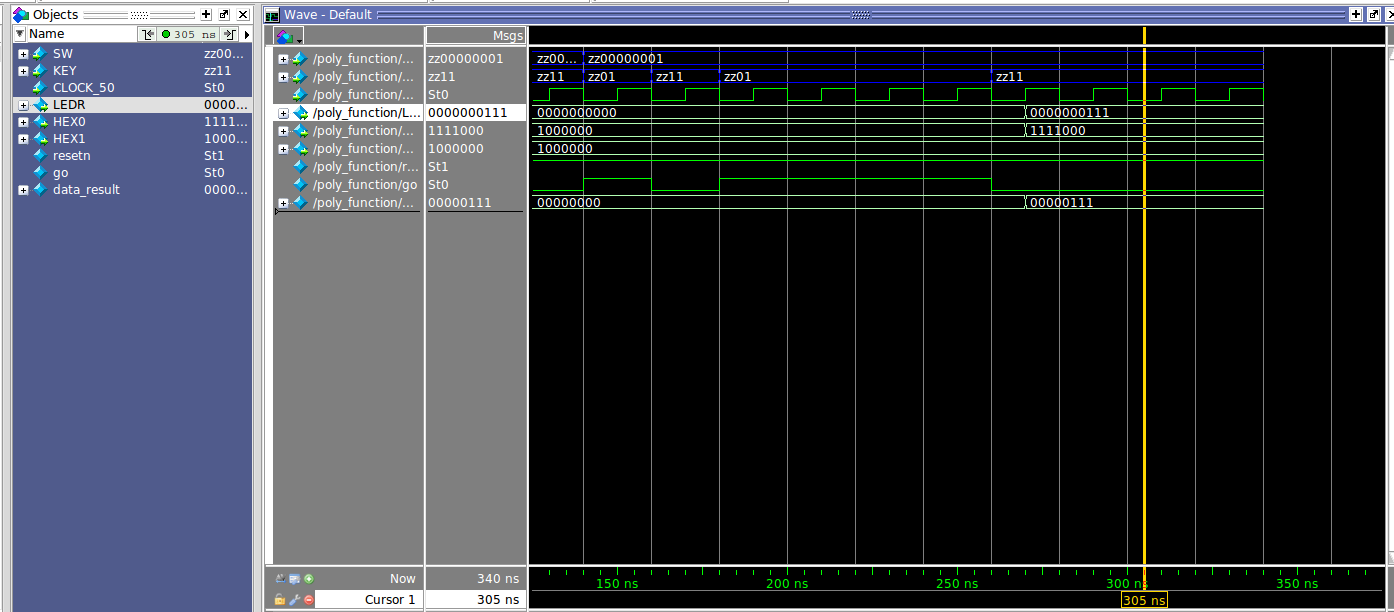 Objects
Name 305 ns
SW zz00...
KEY zz11
CLOCK_50 St0
LEDR 0000...
HEX0 1111...
HEX1 1000...
resetn St1
go St0
data_result 0000...
Wave - Default
Msgs
/poly_function/... zz00000001 zz00... zz00000001
/poly_function/... zz11 zz11 zz01 zz11 zz01 zz11
/poly_function/... St0
/poly_function/L... 0000000111 0000000000 0000000111
/poly_function/... 1111000 1000000 1111000
/poly_function/... 1000000 1000000
/poly_function/r... St1
/poly_function/go St0
/poly_function/... 00000111 00000000 00000111
Now 340 ns 150 ns 200 ns 250 ns 300 ns 350 ns
Cursor 1 305 ns 305 ns